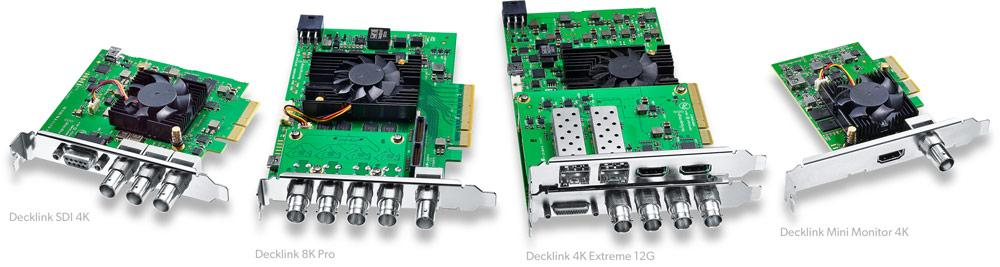 Decklink SDI 4K
Decklink 8K Pro
Decklink 4K Extreme 12G
Decklink Mini Monitor 4K